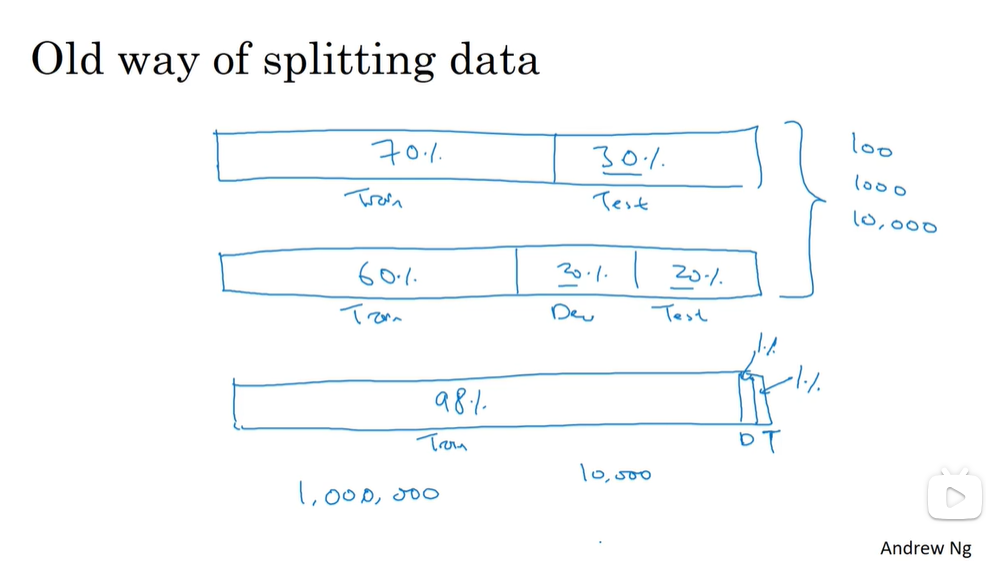 Old way of splitting data
70% 30%
Train Test
100
1000
10,000
60% 20% 20%
Train Dev Test
1%
1%
98%
Train D T
1,000,000 10,000
Andrew Ng